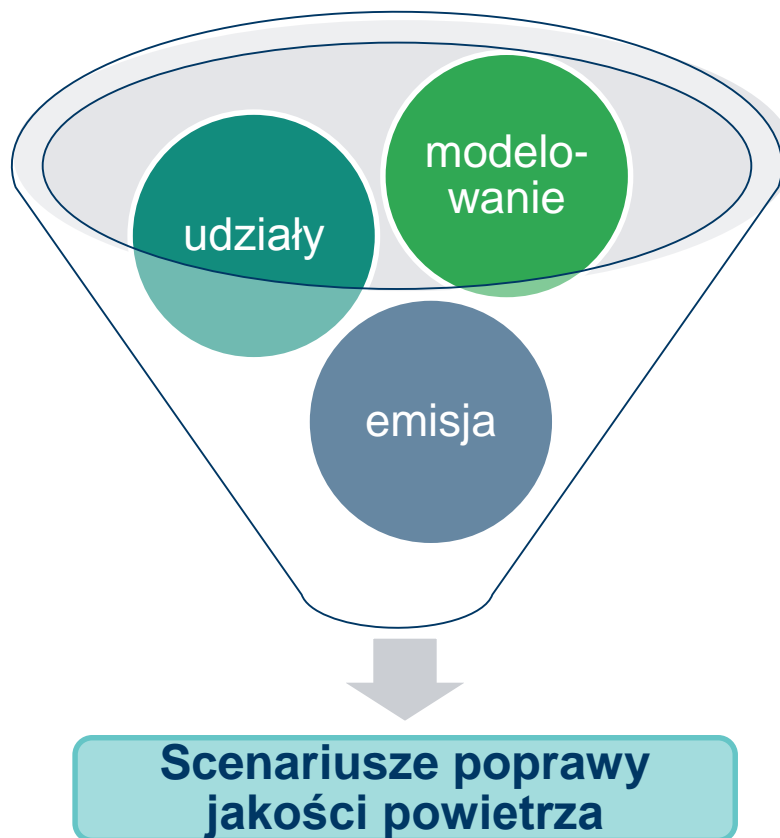 modelo-
wanie
udziały
emisja
Scenariusze poprawy
jakości powietrza